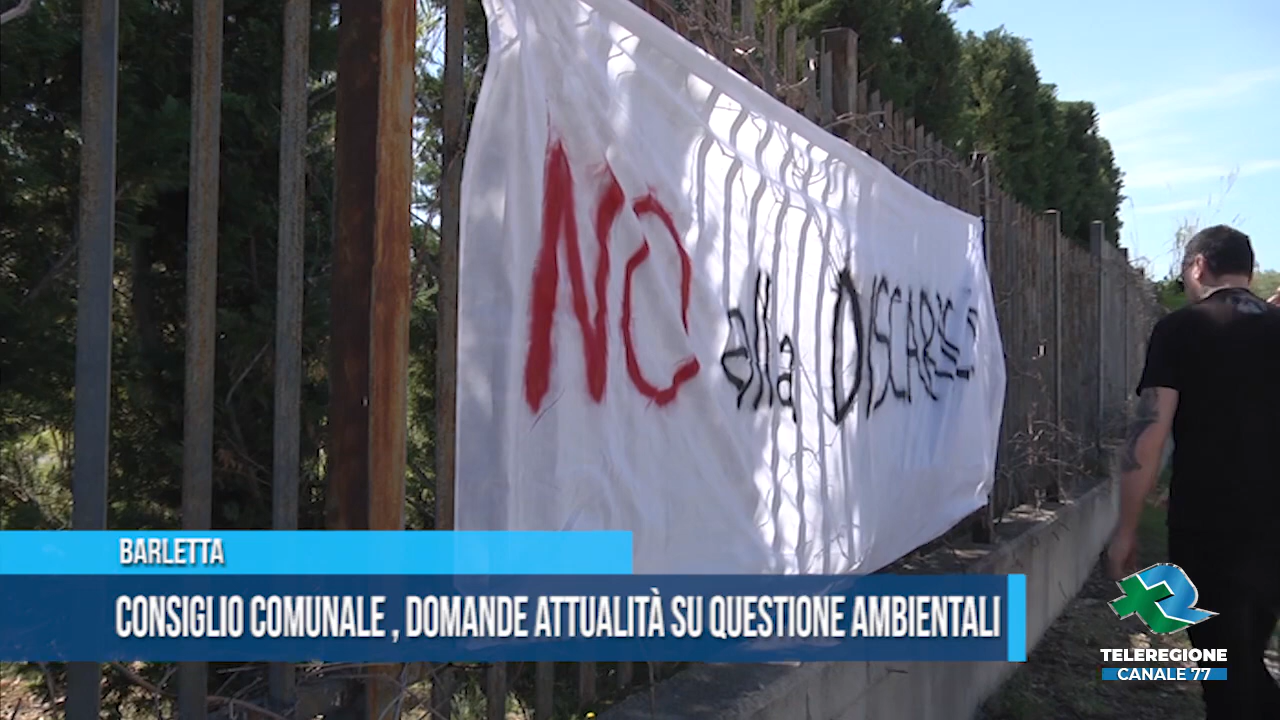 NO alla DISCARICA
BARLETTA
CONSIGLIO COMUNALE , DOMANDE ATTUALITÀ SU QUESTIONE AMBIENTALI
TELEREGIONE
CANALE 77